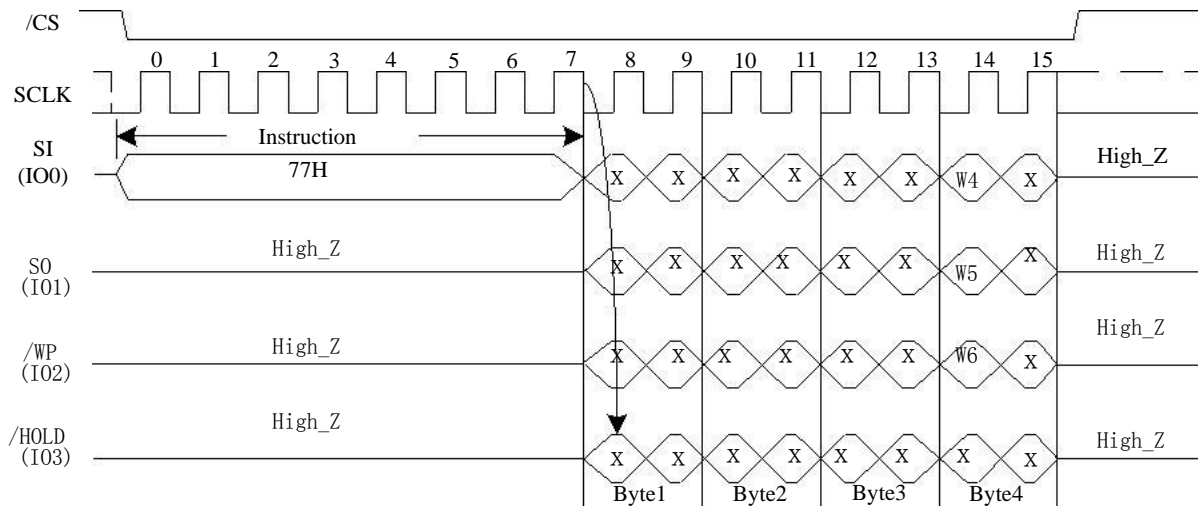 /CS
0 1 2 3 4 5 6 7 8 9 10 11 12 13 14 15
SCLK
Instruction
SI
(IO0)
77H
X X X X X X W4 X
High_Z
SO
(IO1)
High_Z
X X X X X X W5 X
High_Z
/WP
(IO2)
High_Z
X X X X X X W6 X
High_Z
/HOLD
(IO3)
High_Z
X X X X X X X X
High_Z
Byte1 Byte2 Byte3 Byte4